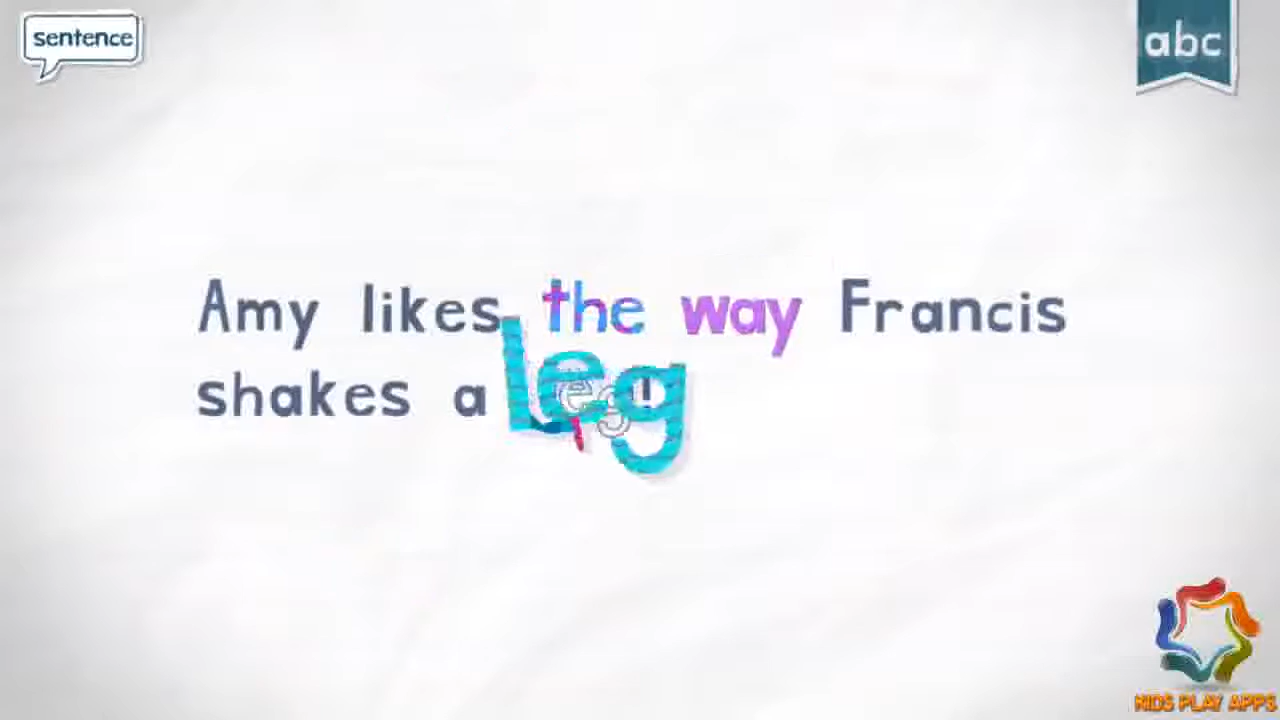 sentence
abc
Amy likes the way Francis
shakes a leg!
KIDS PLAY APPS